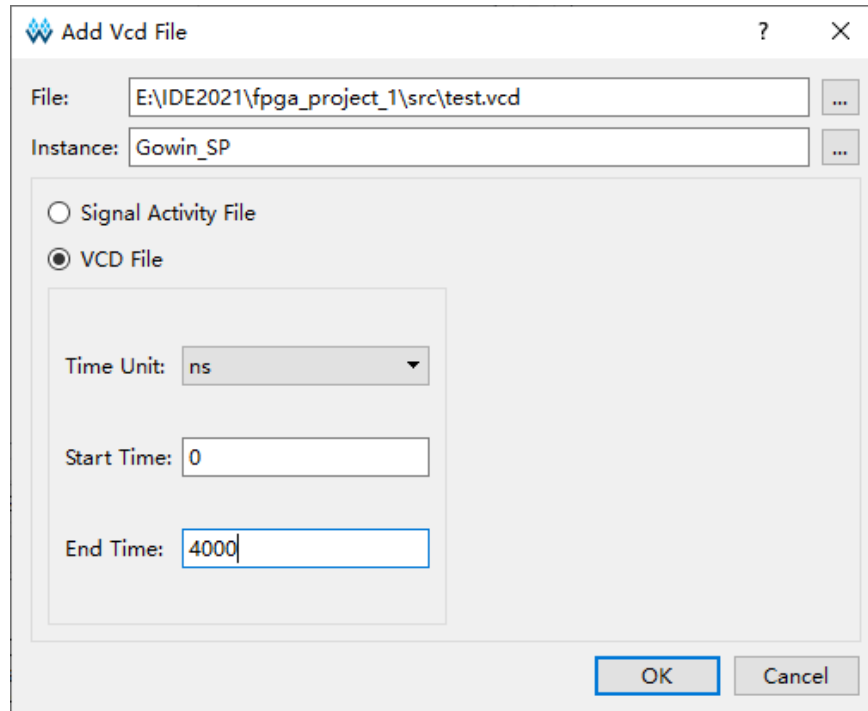 Add Vcd File
?
File: E:\IDE2021\fpga_project_1\src\test.vcd ...
Instance: Gowin_SP ...
Signal Activity File
VCD File
Time Unit: ns
Start Time: 0
End Time: 4000
OK Cancel